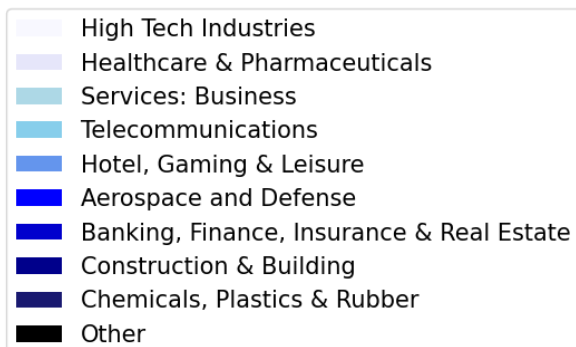 High Tech Industries
Healthcare & Pharmaceuticals
Services: Business
Telecommunications
Hotel, Gaming & Leisure
Aerospace and Defense
Banking, Finance, Insurance & Real Estate
Construction & Building
Chemicals, Plastics & Rubber
Other